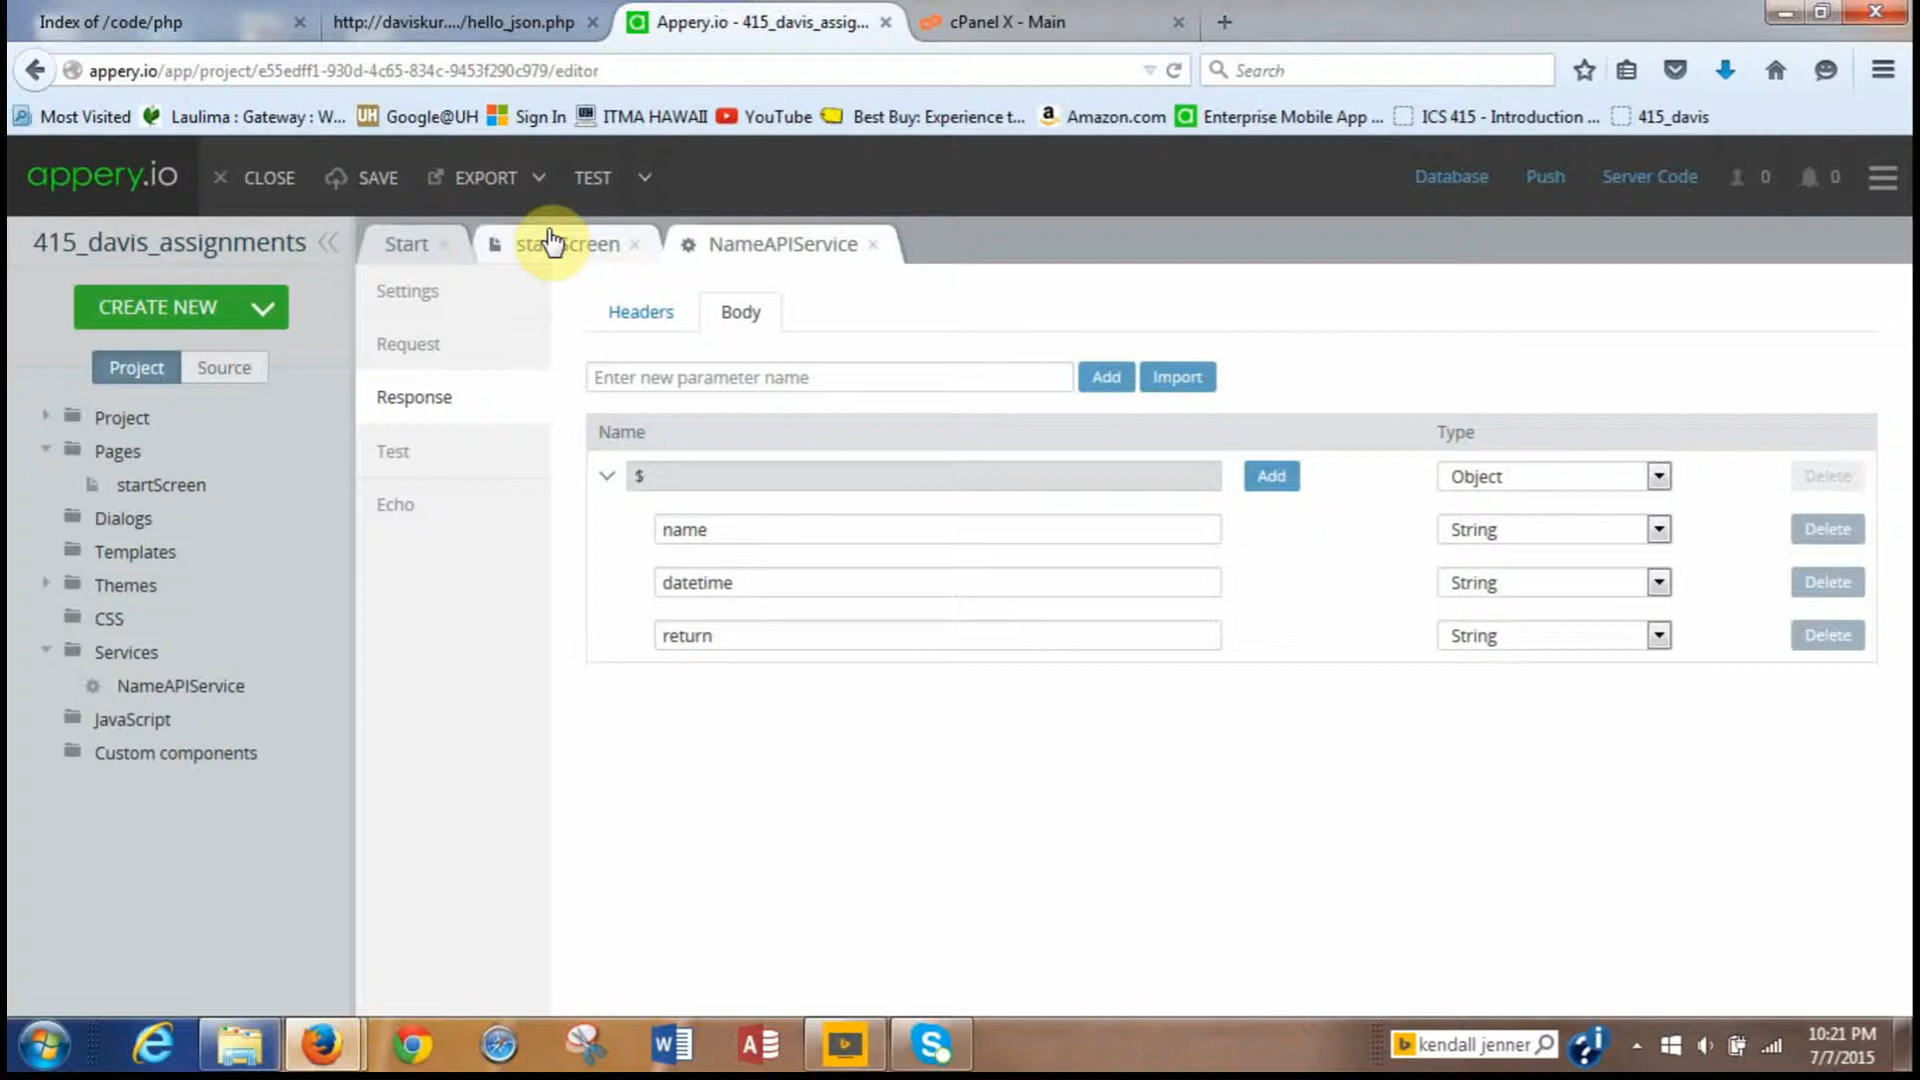 Index of /code/php
http://daviskur..../hello_json.php
Appery.io - 415_davis_assig...
cPanel X - Main
appery.io/app/project/e55edff1-930d-4c65-834c-9453f290c979/editor
Search
Most Visited
Laulima : Gateway : W...
Google@UH
Sign In
ITMA HAWAII
YouTube
Best Buy: Experience t...
Amazon.com
Enterprise Mobile App ...
ICS 415 - Introduction ...
415_davis
appery.io
CLOSE
SAVE
EXPORT
TEST
Database
Push
Server Code
0
0
415_davis_assignments
Start
startScreen
NameAPIService
CREATE NEW
Project
Source
Project
Pages
startScreen
Dialogs
Templates
Themes
CSS
Services
NameAPIService
JavaScript
Custom components
Settings
Request
Response
Test
Echo
Headers
Body
Enter new parameter name
Add
Import
Name
Type
$
Add
Object
Delete
name
String
Delete
datetime
String
Delete
return
String
Delete
kendall jenner
10:21 PM
7/7/2015